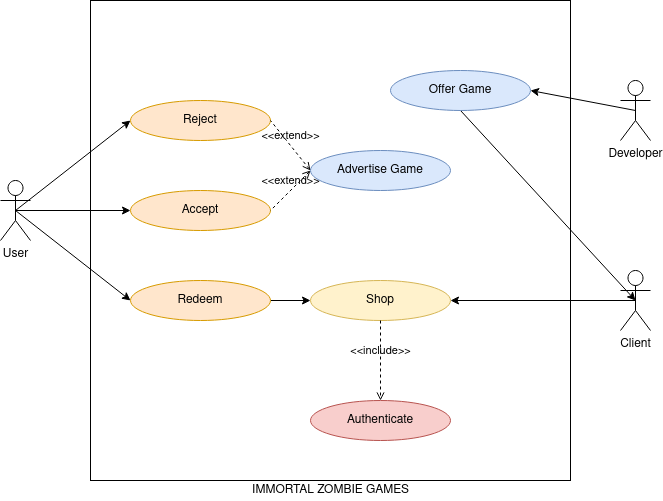 Offer Game
Reject
<<extend>>
Developer
Advertise Game
<<extend>>
Accept
User
Redeem
Shop
Client
<<include>>
Authenticate
IMMORTAL ZOMBIE GAMES